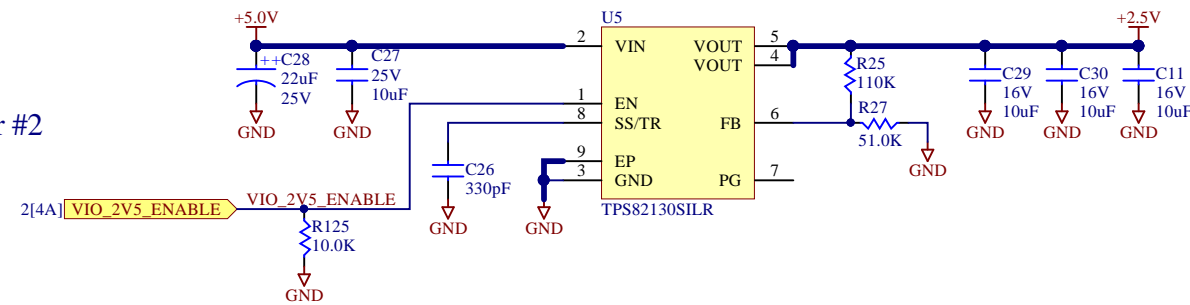 +5.0V
U5
+2.5V
2
VIN
VOUT
5
VOUT
4
++C28
22uF
25V
C27
25V
10uF
R25
110K
C29
16V
10uF
C30
16V
10uF
C11
16V
10uF
1
EN
8
SS/TR
FB
6
R27
51.0K
GND
GND
GND
GND
GND
GND
r #2
9
EP
3
GND
PG
7
C26
330pF
TPS82130SILR
2[4A]
VIO_2V5_ENABLE
VIO_2V5_ENABLE
R125
10.0K
GND
GND
GND